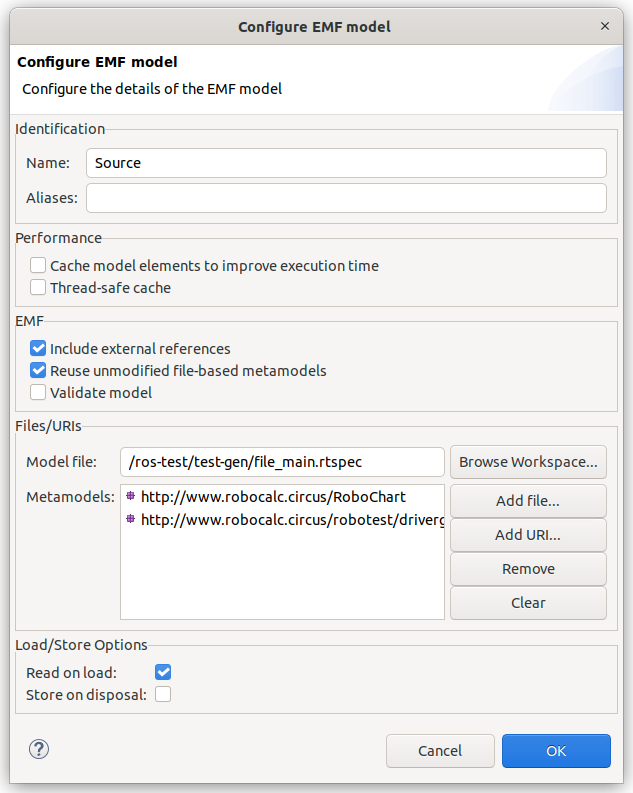 Configure EMF model
Configure EMF model
Configure the details of the EMF model
Identification
Name: Source
Aliases:
Performance
Cache model elements to improve execution time
Thread-safe cache
EMF
Include external references
Reuse unmodified file-based metamodels
Validate model
Files/URIs
Model file: /ros-test/test-gen/file_main.rtspec Browse Workspace...
Metamodels: http://www.robocalc.circus/RoboChart Add file...
http://www.robocalc.circus/robotest/driverg
Add URI...
Remove
Clear
Load/Store Options
Read on load:
Store on disposal:
? Cancel OK